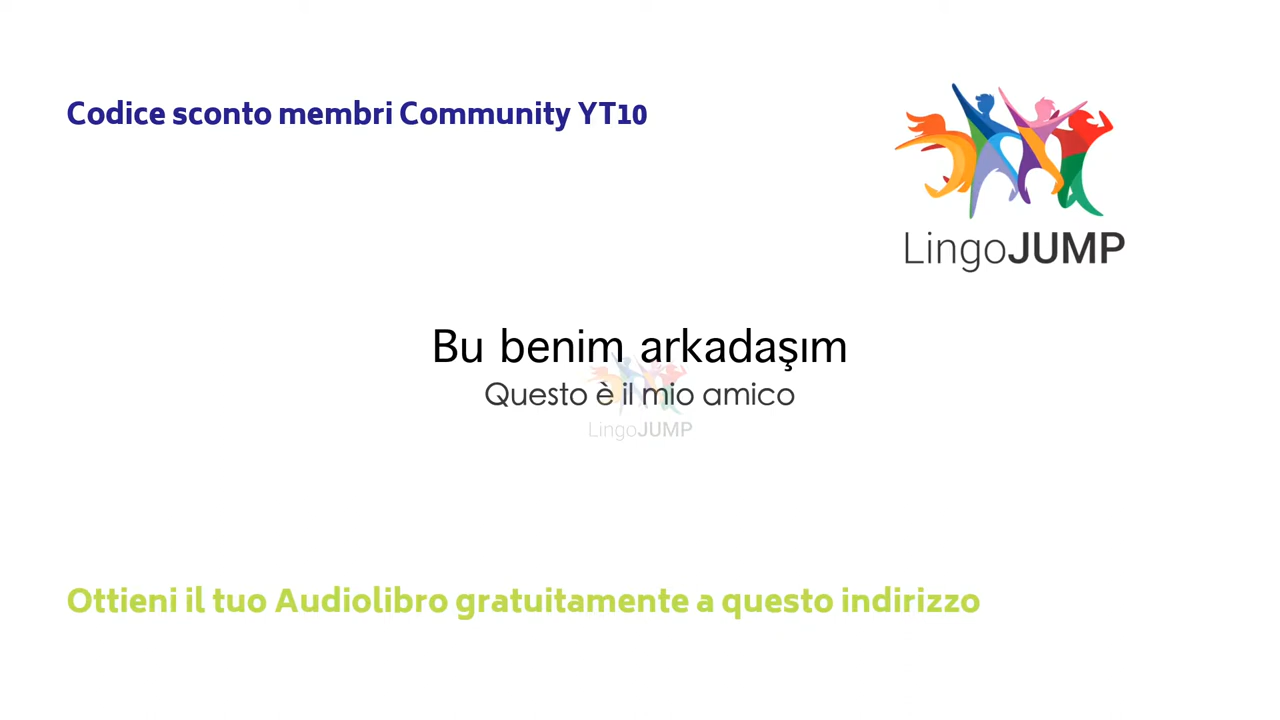 Codice sconto membri Community YT10
LingoJUMP
Bu benim arkadaşım
Questo è il mio amico
LingoJUMP
Ottieni il tuo Audiolibro gratuitamente a questo indirizzo